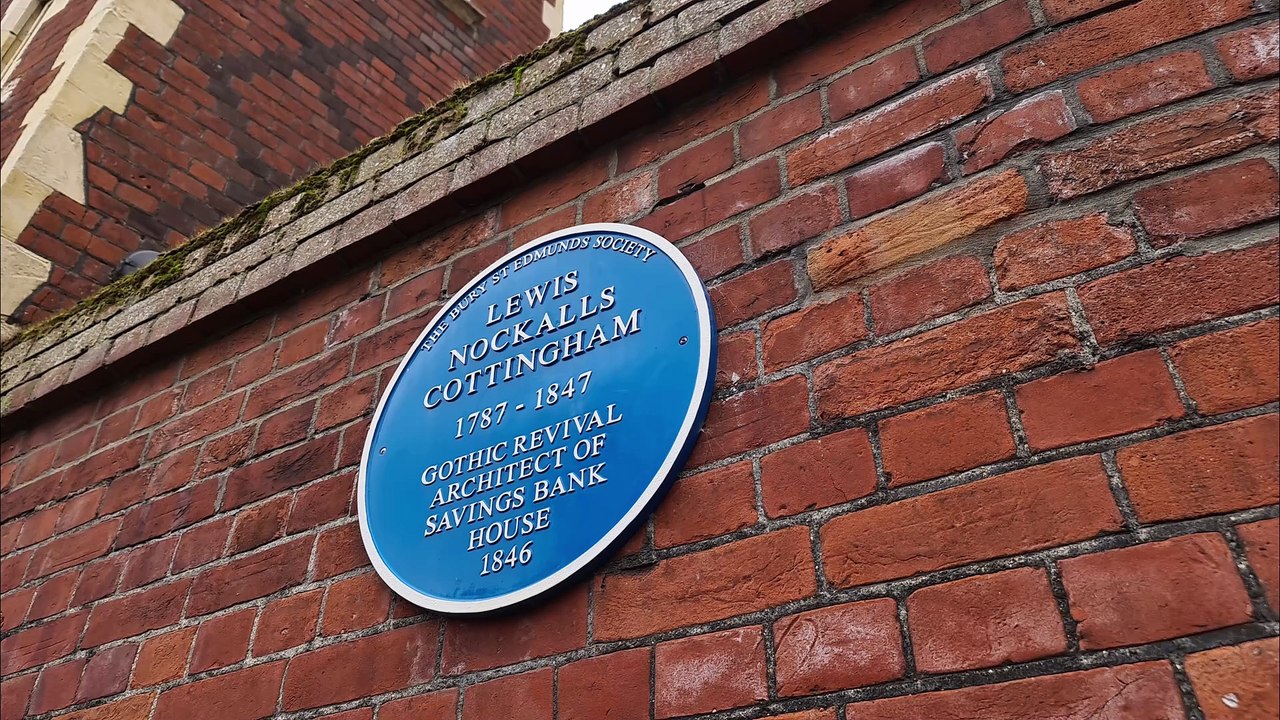 THE BURY ST EDMUNDS SOCIETY
LEWIS
NOCKALLS
COTTINGHAM
1787 - 1847
GOTHIC REVIVAL
ARCHITECT OF
SAVINGS BANK
HOUSE
1846